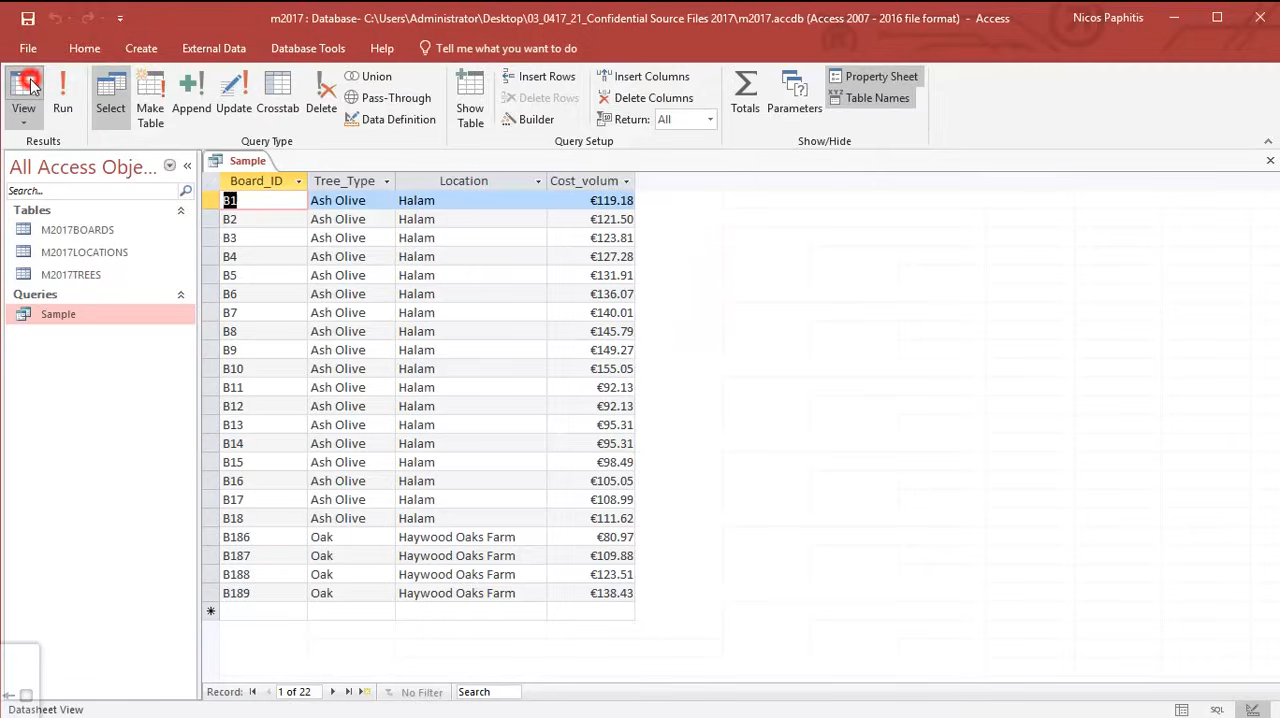 m2017 : Database- C:\Users\Administrator\Desktop\03_0417_21_Confidential Source Files 2017\m2017.accdb (Access 2007 - 2016 file format) - Access Nicos Paphitis
File Home Create External Data Database Tools Help Tell me what you want to do
View Run Select Make Table Append Update Crosstab Delete Union Pass-Through Data Definition Show Table Insert Rows Delete Rows Builder Insert Columns Delete Columns Return: All Totals Parameters Property Sheet Table Names
Results Query Type Query Setup Show/Hide
All Access Obje...
Search...
Tables
M2017BOARDS
M2017LOCATIONS
M2017TREES
Queries
Sample
Sample
Board_ID Tree_Type Location Cost_volum
B1 Ash Olive Halam €119.18
B2 Ash Olive Halam €121.50
B3 Ash Olive Halam €123.81
B4 Ash Olive Halam €127.28
B5 Ash Olive Halam €131.91
B6 Ash Olive Halam €136.07
B7 Ash Olive Halam €140.01
B8 Ash Olive Halam €145.79
B9 Ash Olive Halam €149.27
B10 Ash Olive Halam €155.05
B11 Ash Olive Halam €92.13
B12 Ash Olive Halam €92.13
B13 Ash Olive Halam €95.31
B14 Ash Olive Halam €95.31
B15 Ash Olive Halam €98.49
B16 Ash Olive Halam €105.05
B17 Ash Olive Halam €108.99
B18 Ash Olive Halam €111.62
B186 Oak Haywood Oaks Farm €80.97
B187 Oak Haywood Oaks Farm €109.88
B188 Oak Haywood Oaks Farm €123.51
B189 Oak Haywood Oaks Farm €138.43
Record: 1 of 22 No Filter Search
Datasheet View SQL